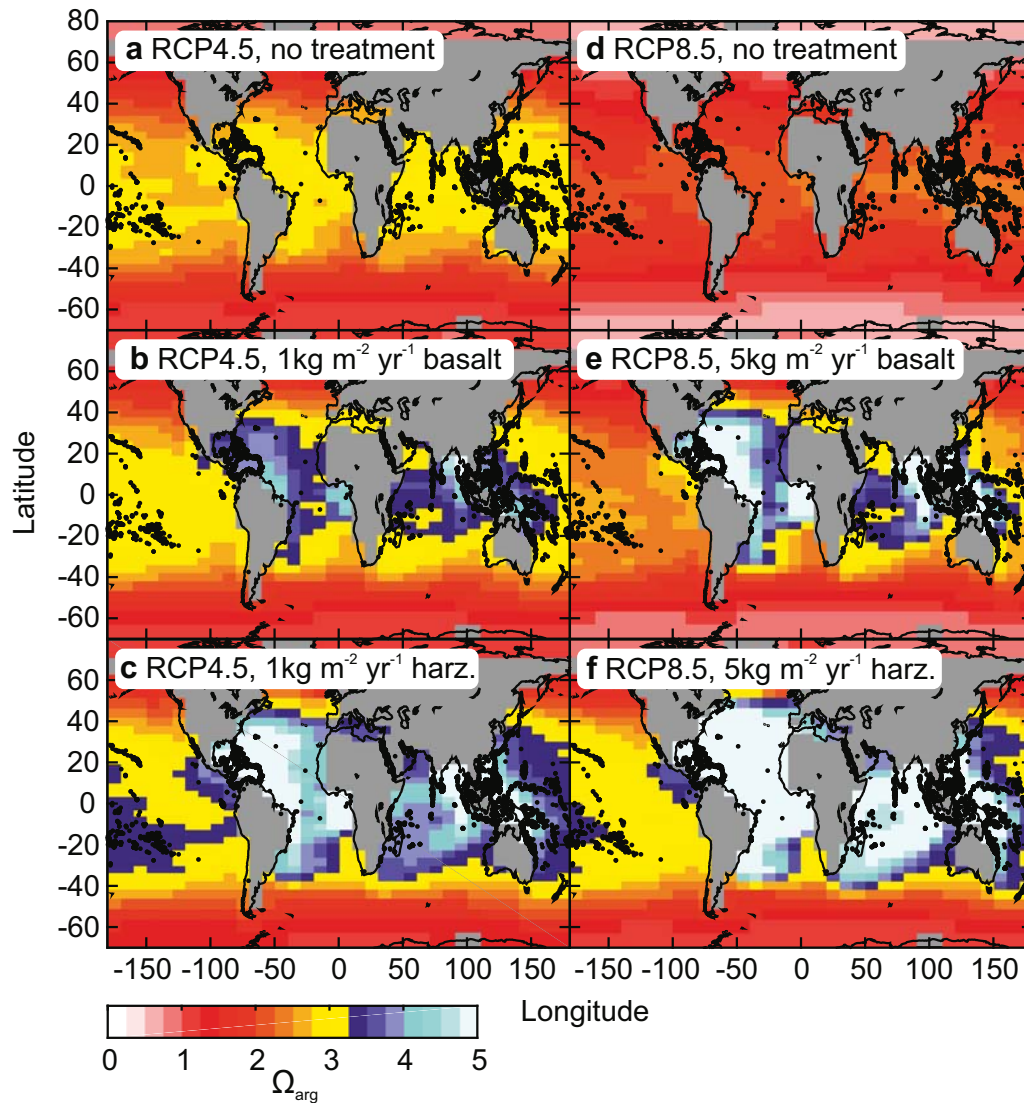 a RCP4.5, no treatment
d RCP8.5, no treatment
b RCP4.5, 1kg m⁻² yr⁻¹ basalt
e RCP8.5, 5kg m⁻² yr⁻¹ basalt
c RCP4.5, 1kg m⁻² yr⁻¹ harz.
f RCP8.5, 5kg m⁻² yr⁻¹ harz.
80
60
40
20
0
-20
-40
-60
60
40
20
0
-20
-40
-60
60
40
20
0
-20
-40
-60
Latitude
-150 -100 -50 0 50 100 150 -150 -100 -50 0 50 100 150
Longitude
0 1 2 3 4 5
Ωarg